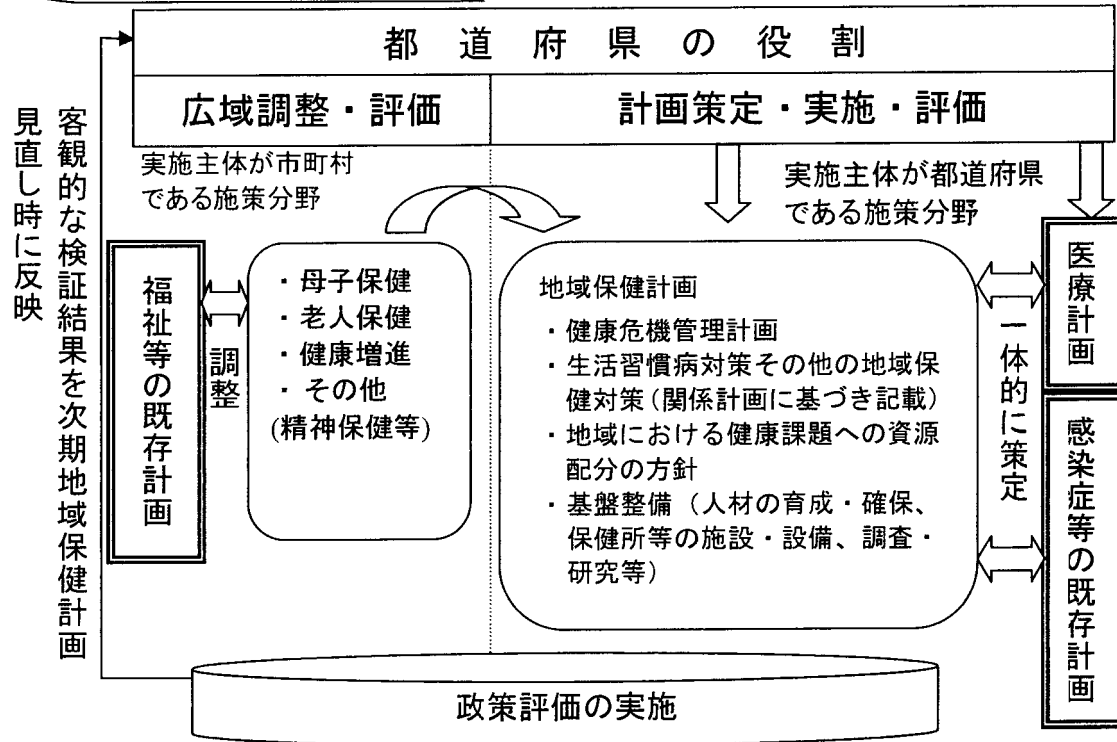 都道府県の役割
広域調整・評価
計画策定・実施・評価
実施主体が市町村
である施策分野
実施主体が都道府県
である施策分野
客観的な検証結果を次期地域保健計画
見直し時に反映
福祉等の既存計画
調整
・母子保健
・老人保健
・健康増進
・その他
(精神保健等)
地域保健計画
・健康危機管理計画
・生活習慣病対策その他の地域保
健対策(関係計画に基づき記載)
・地域における健康課題への資源
配分の方針
・基盤整備(人材の育成・確保、
保健所等の施設・設備、調査・
研究等)
一体的に策定
医療計画
感染症等の既存計画
政策評価の実施